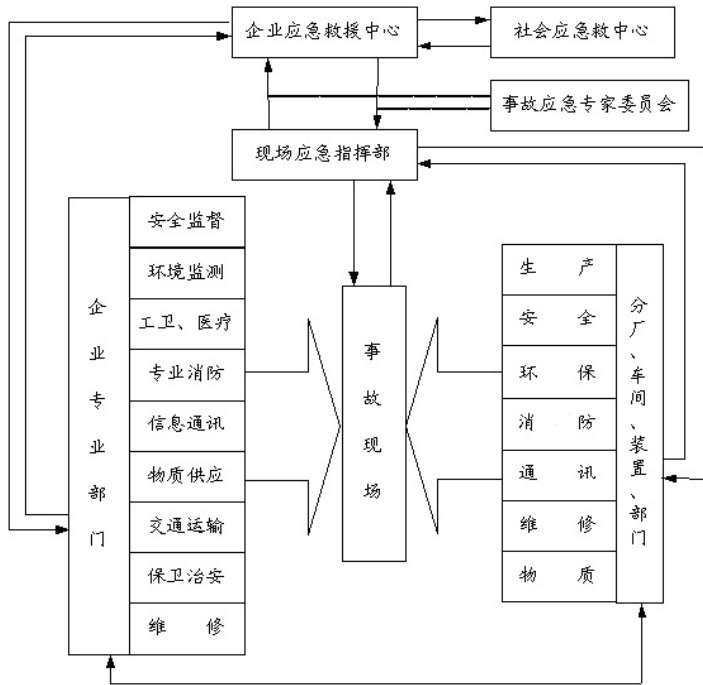 企业应急救援中心
社会应急救中心
事故应急专家委员会
现场应急指挥部
企业专业部门
安全监督
环境监测
工卫、医疗
专业消防
信息通讯
物质供应
交通运输
保卫治安
维 修
事故现场
生 产
安 全
环 保
消 防
通 讯
维 修
物 质
分厂、车间、装置、部门